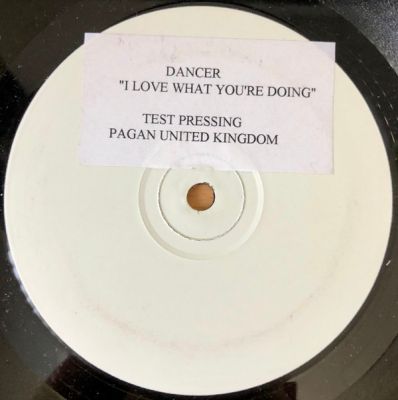 DANCER
"I LOVE WHAT YOU'RE DOING"
TEST PRESSING
PAGAN UNITED KINGDOM